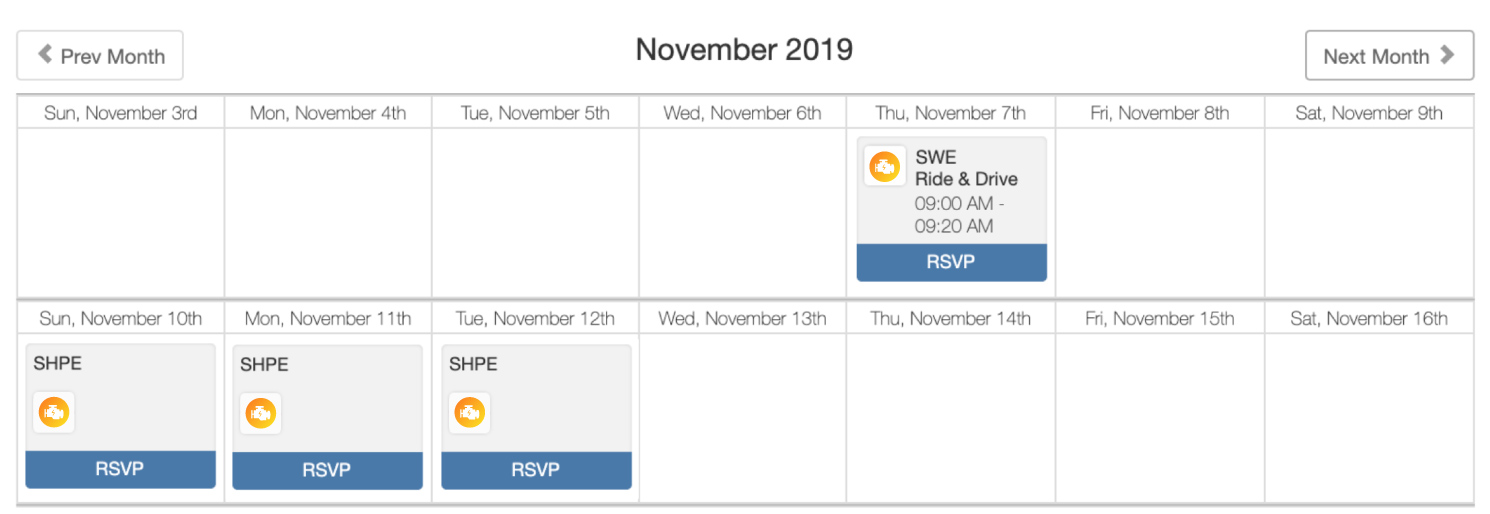 Prev Month
November 2019
Next Month
Sun, November 3rd
Mon, November 4th
Tue, November 5th
Wed, November 6th
Thu, November 7th
Fri, November 8th
Sat, November 9th
SWE
Ride & Drive
09:00 AM -
09:20 AM
RSVP
Sun, November 10th
Mon, November 11th
Tue, November 12th
Wed, November 13th
Thu, November 14th
Fri, November 15th
Sat, November 16th
SHPE
RSVP
SHPE
RSVP
SHPE
RSVP